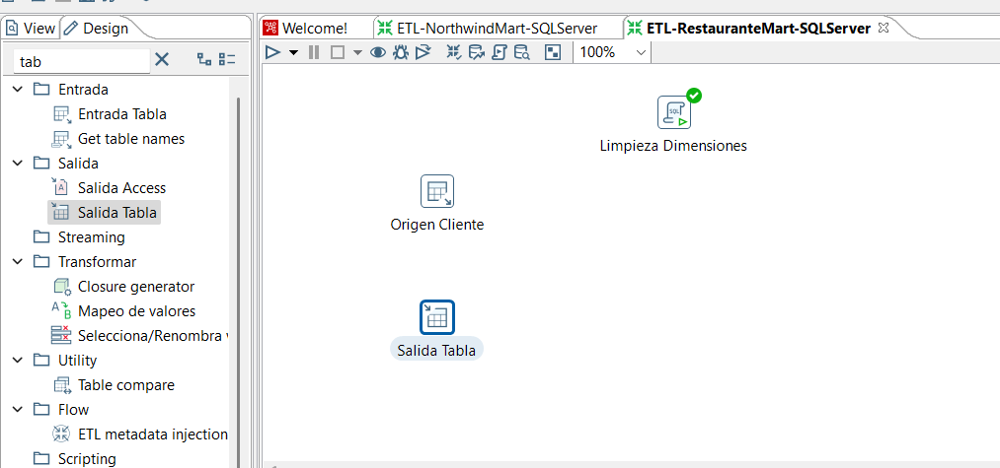 View
Design
Welcome!
ETL-NorthwindMart-SQLServer
ETL-RestauranteMart-SQLServer
tab
100%
Entrada
Entrada Tabla
Get table names
Salida
Salida Access
Salida Tabla
Streaming
Transformar
Closure generator
Mapeo de valores
Selecciona/Renombra
Utility
Table compare
Flow
ETL metadata injection
Scripting
SQL
Limpieza Dimensiones
Origen Cliente
Salida Tabla